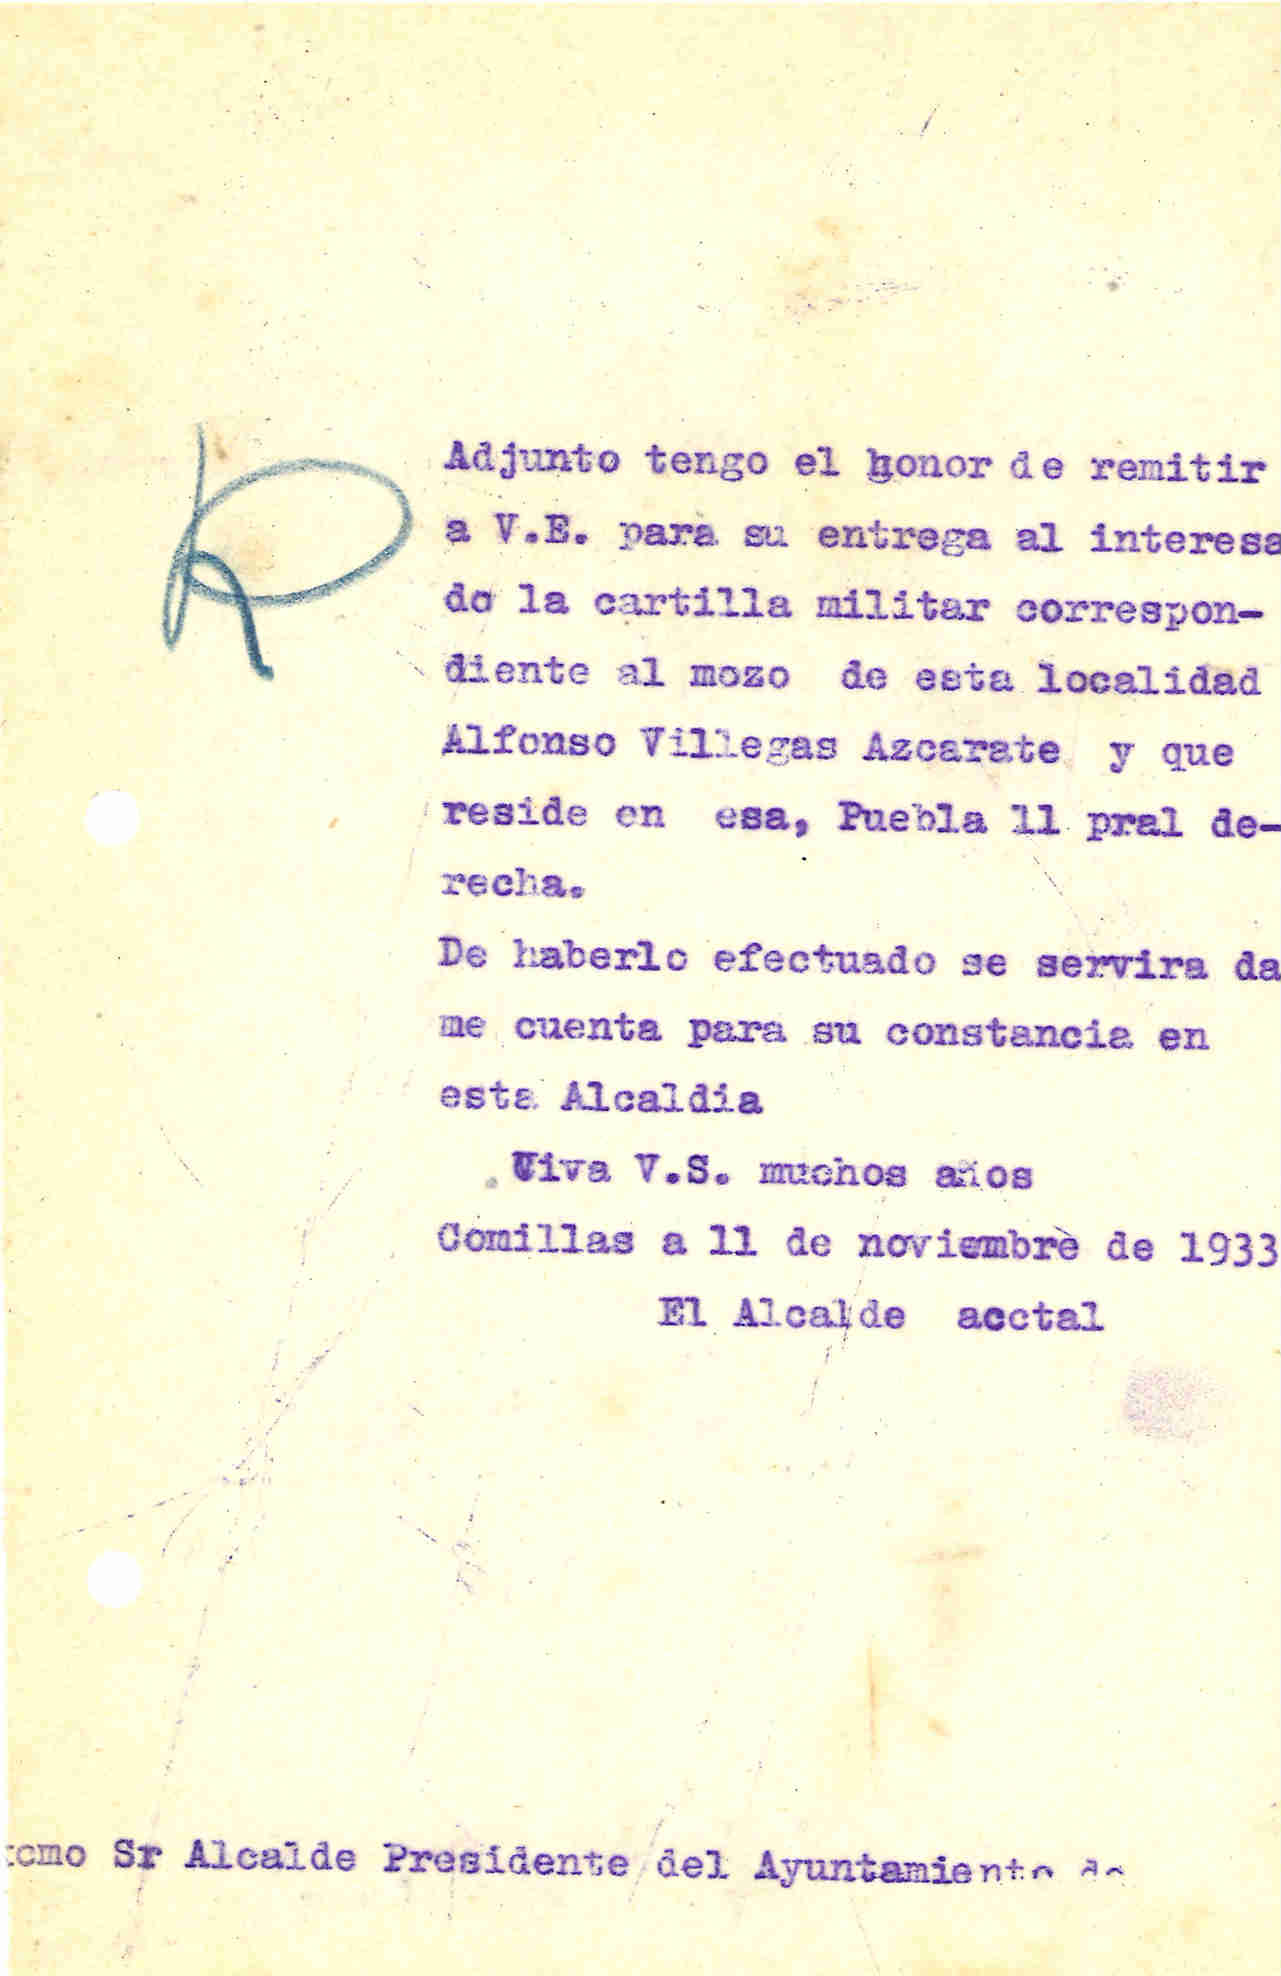 R
Adjunto tengo el honor de remitir
a V.E. para su entrega al interesa
do la cartilla militar correspon-
diente al mozo de esta localidad
Alfonso Villegas Azcarate y que
reside en esa, Puebla 11 pral de-
recha.
De haberlo efectuado se servira da
me cuenta para su constancia en
esta Alcaldia
Viva V.S. muchos años
Comillas a 11 de noviembre de 1933
El Alcalde acctal
xcmo Sr Alcalde Presidente del Ayuntamiento de